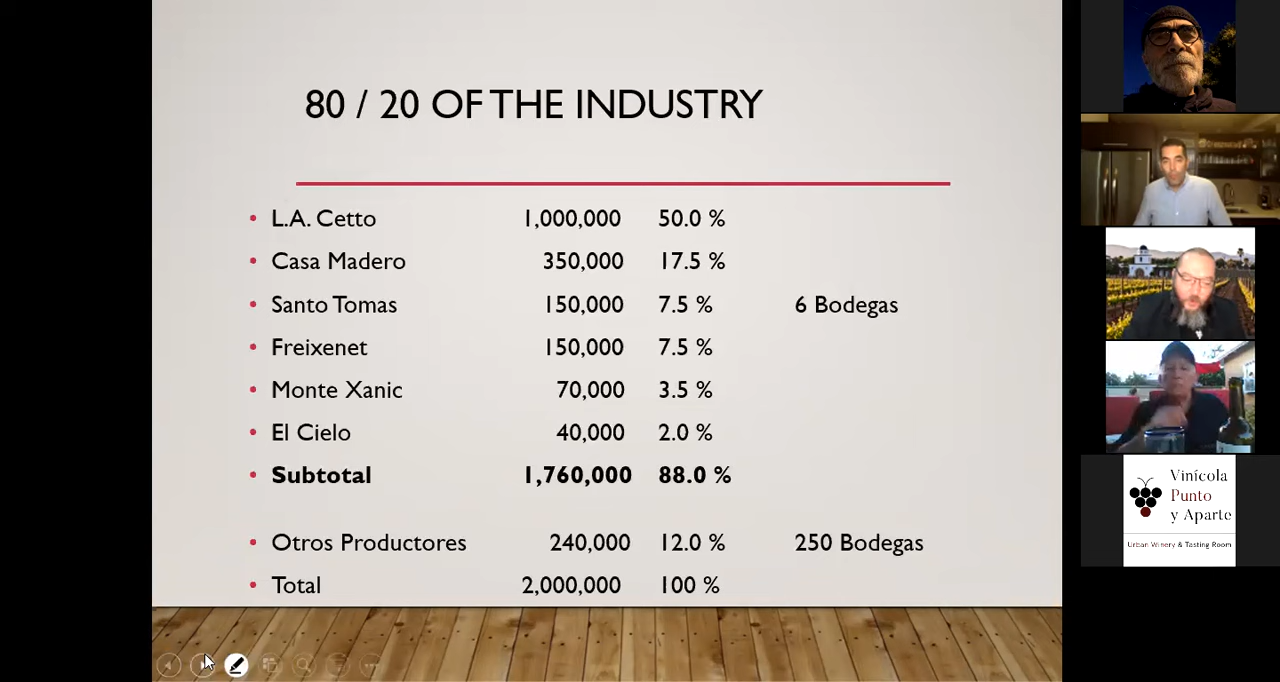 80 / 20 OF THE INDUSTRY
• L.A. Cetto 1,000,000 50.0 %
• Casa Madero 350,000 17.5 %
• Santo Tomas 150,000 7.5 % 6 Bodegas
• Freixenet 150,000 7.5 %
• Monte Xanic 70,000 3.5 %
• El Cielo 40,000 2.0 %
• Subtotal 1,760,000 88.0 %
• Otros Productores 240,000 12.0 % 250 Bodegas
• Total 2,000,000 100 %
Vinícola
Punto
y Aparte
Urban Winery & Tasting Room